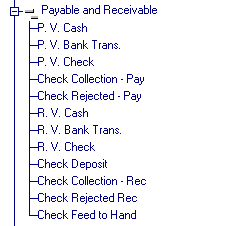 Payable and Receivable
P. V. Cash
P. V. Bank Trans.
P. V. Check
Check Collection - Pay
Check Rejected - Pay
R. V. Cash
R. V. Bank Trans.
R. V. Check
Check Deposit
Check Collection - Rec
Check Rejected Rec
Check Feed to Hand